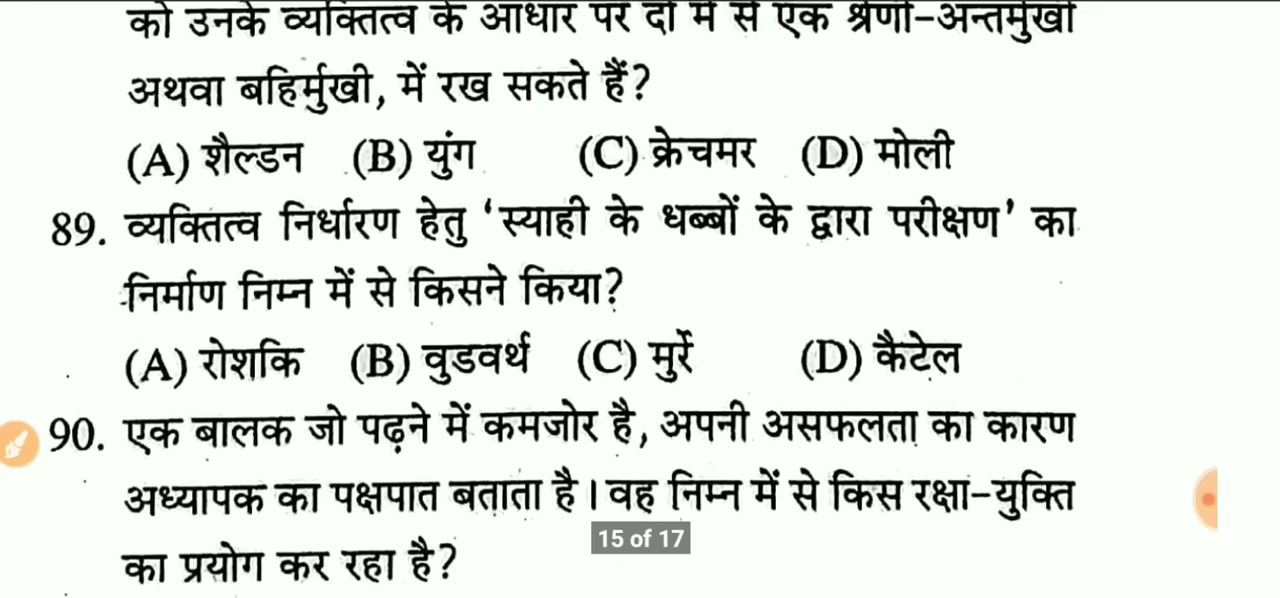 को उनके व्यक्तित्व के आधार पर दो में से एक श्रेणी-अन्तर्मुखी
अथवा बहिर्मुखी, में रख सकते हैं?
(A) शैल्डन (B) युंग (C) क्रेचमर (D) मोली
89. व्यक्तित्व निर्धारण हेतु ‘स्याही के धब्बों के द्वारा परीक्षण’ का
निर्माण निम्न में से किसने किया?
(A) रोशकि (B) वुडवर्थ (C) मुर्रे (D) कैटेल
90. एक बालक जो पढ़ने में कमजोर है, अपनी असफलता का कारण
अध्यापक का पक्षपात बताता है। वह निम्न में से किस रक्षा-युक्ति
15 of 17
का प्रयोग कर रहा है?